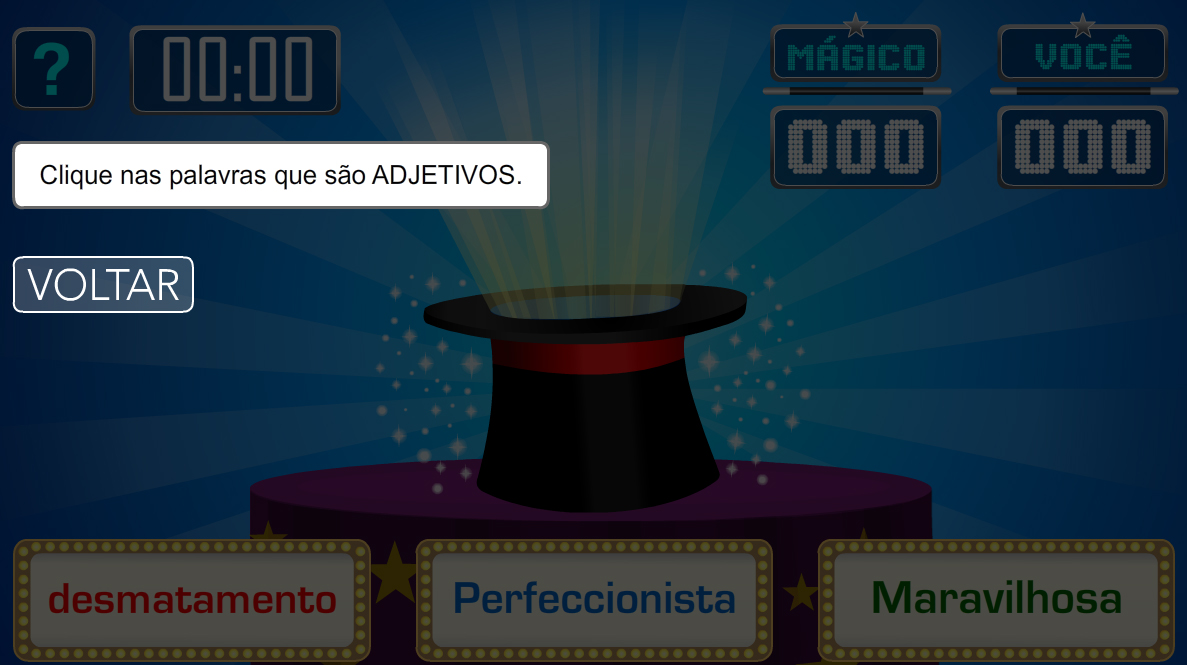 ?
00:00
MÁGICO
VOCÊ
000
000
Clique nas palavras que são ADJETIVOS.
VOLTAR
desmatamento
Perfeccionista
Maravilhosa